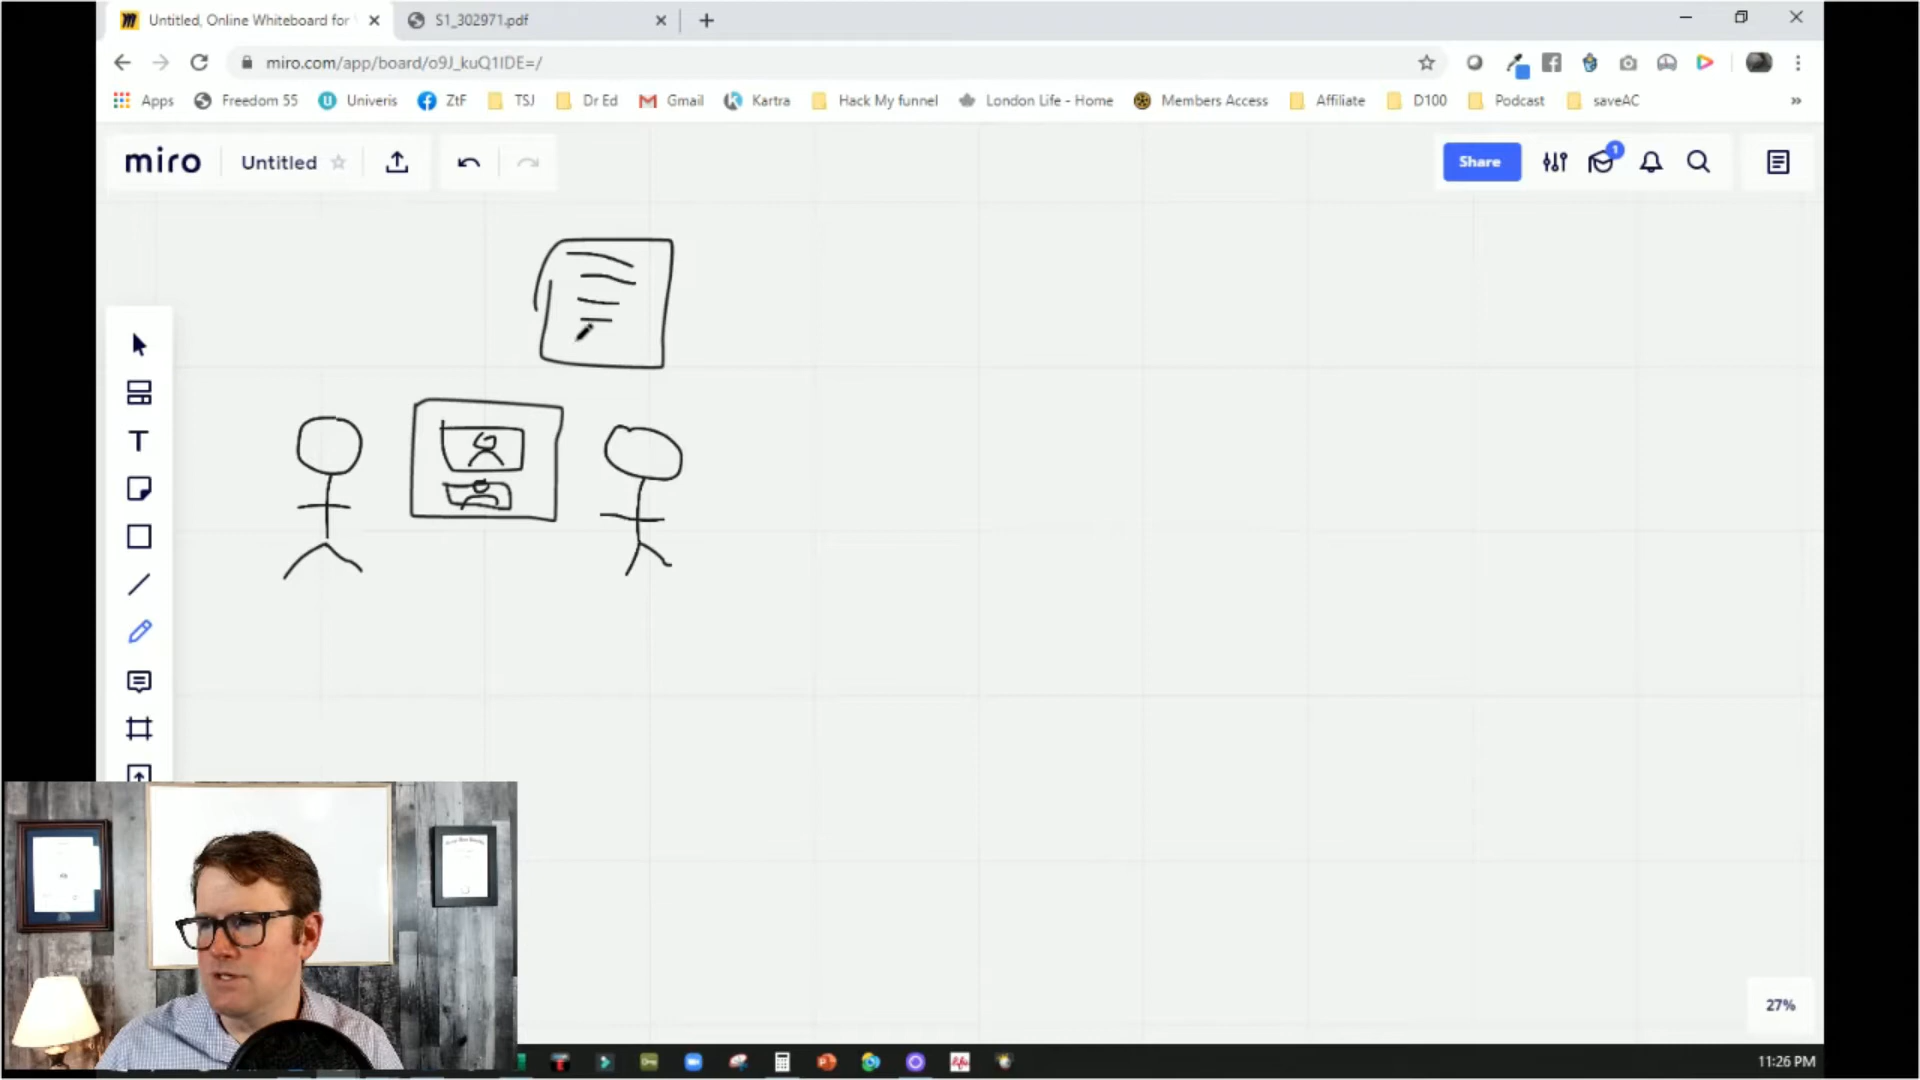 Untitled, Online Whiteboard for
S1_302971.pdf
miro.com/app/board/o9J_kuQ1IDE=/
Apps Freedom 55 Univeris ZtF TSJ Dr Ed Gmail Kartra Hack My funnel London Life - Home Members Access Affiliate D100 Podcast saveAC »
miro Untitled Share 1
T
27%
11:26 PM